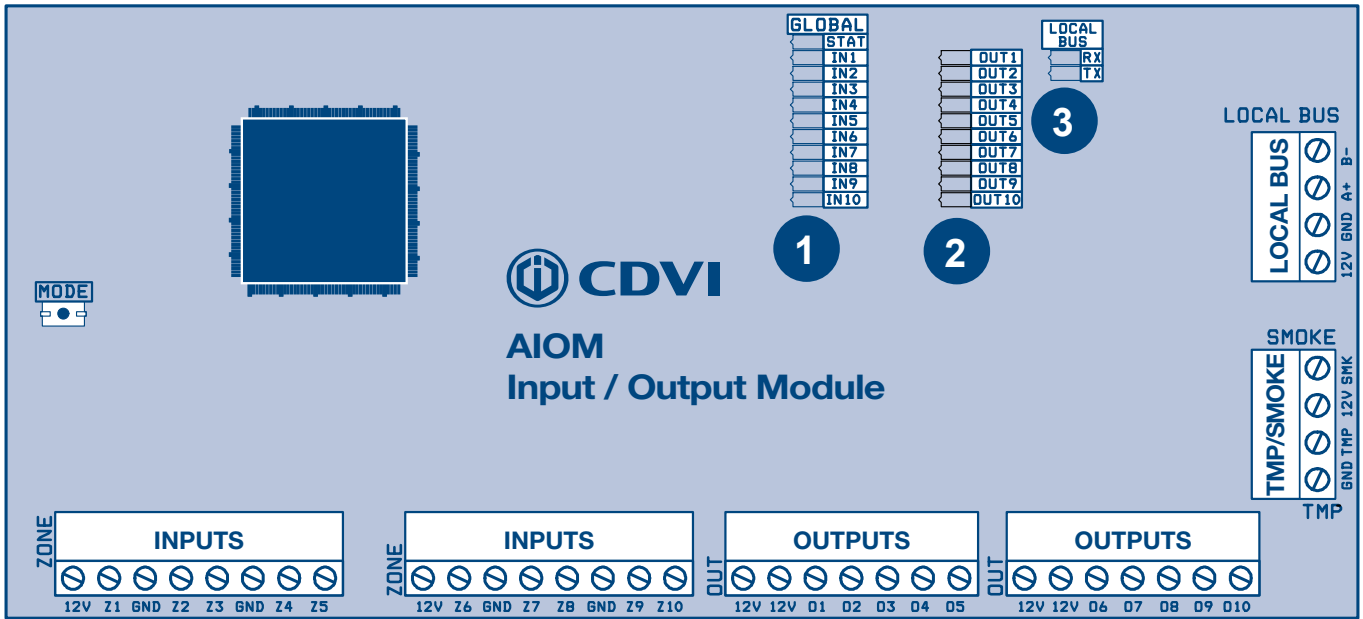 GLOBAL
STAT
IN1
IN2
IN3
IN4
IN5
IN6
IN7
IN8
IN9
IN10
1
OUT1
OUT2
OUT3
OUT4
OUT5
OUT6
OUT7
OUT8
OUT9
OUT10
2
LOCAL
BUS
RX
TX
3
LOCAL BUS
LOCAL BUS
B-
A+
GND
12V
MODE
CDVI
AIOM
Input / Output Module
SMOKE
TMP/SMOKE
SMK
12V
TMP
GND
TMP
ZONE
INPUTS
12V Z1 GND Z2 Z3 GND Z4 Z5
ZONE
INPUTS
12V Z6 GND Z7 Z8 GND Z9 Z10
OUT
OUTPUTS
12V 12V O1 O2 O3 O4 O5
OUT
OUTPUTS
12V 12V O6 O7 O8 O9 O10